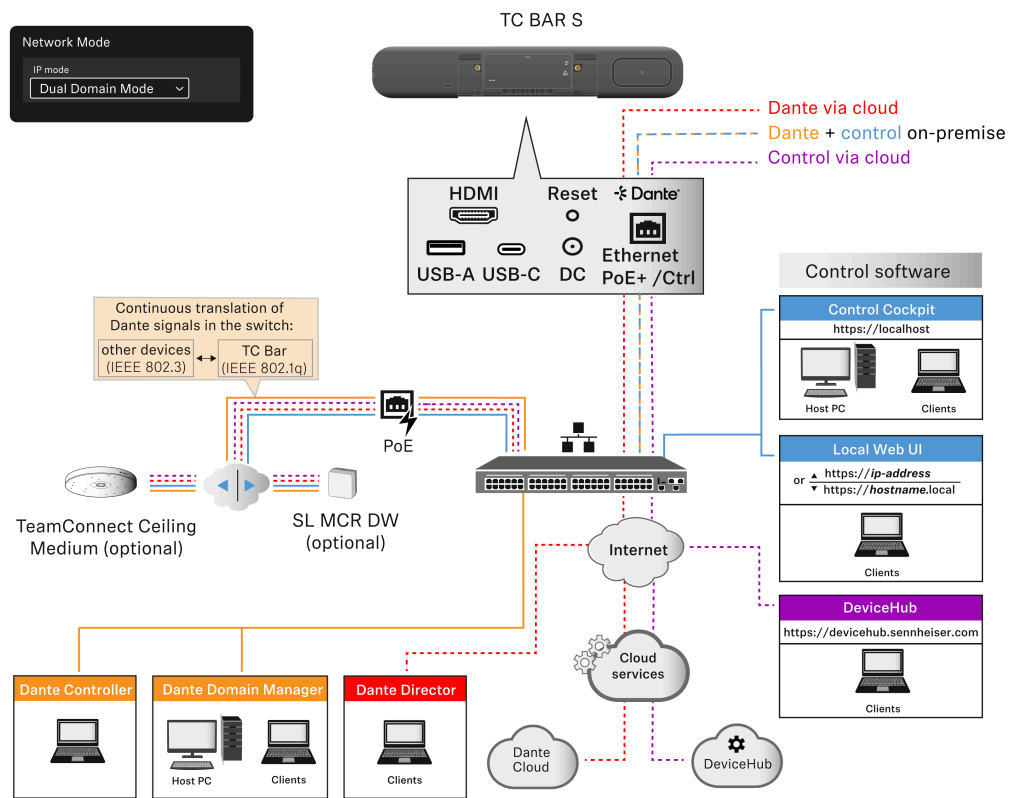 TC BAR S
Network Mode
IP mode
Dual Domain Mode
Dante via cloud
Dante + control on-premise
Control via cloud
HDMI
Reset
Dante
USB-A
USB-C
DC
Ethernet
PoE+ /Ctrl
Control software
Control Cockpit
https://localhost
Host PC
Clients
Continuous translation of
Dante signals in the switch:
other devices
(IEEE 802.3)
TC Bar
(IEEE 802.1q)
PoE
Local Web UI
or
https://ip-address
https://hostname.local
Clients
TeamConnect Ceiling
Medium (optional)
SL MCR DW
(optional)
Internet
DeviceHub
https://devicehub.sennheiser.com
Clients
Cloud
services
Dante Controller
Dante Domain Manager
Host PC
Clients
Dante Director
Clients
Dante
Cloud
DeviceHub